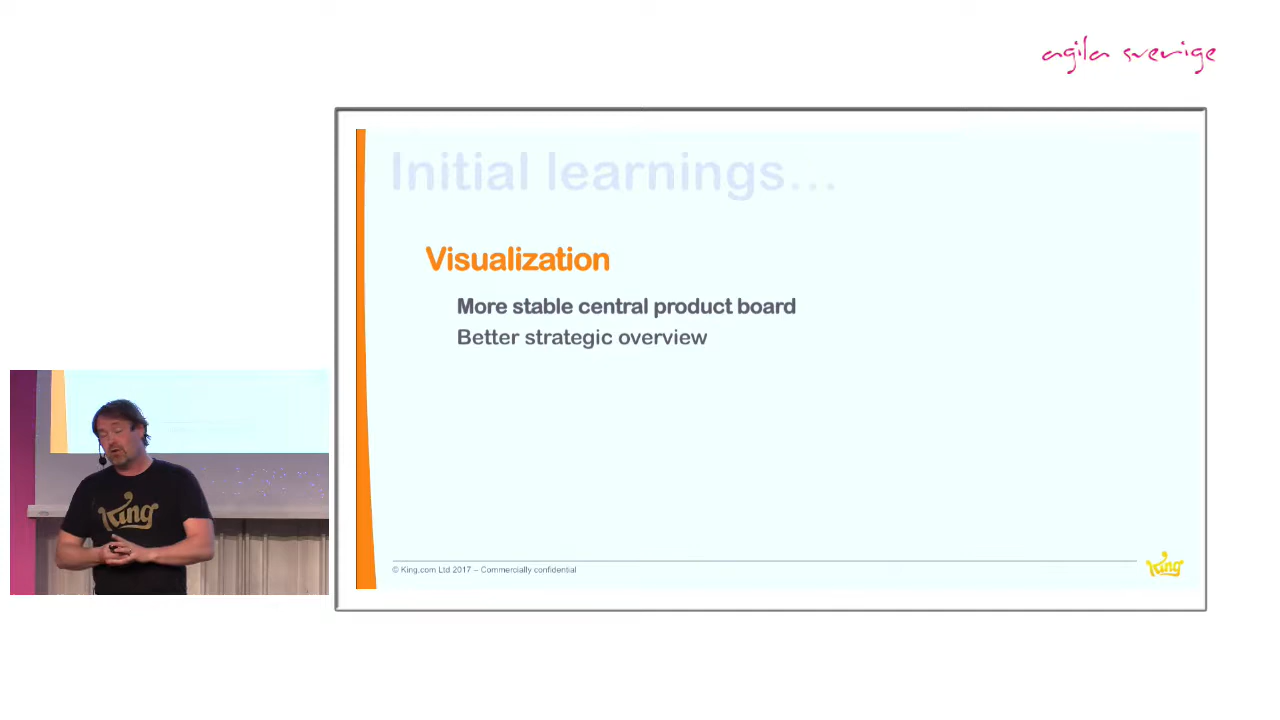 agila sverige
Initial learnings...
Visualization
More stable central product board
Better strategic overview
King
© King.com Ltd 2017 – Commercially confidential
King